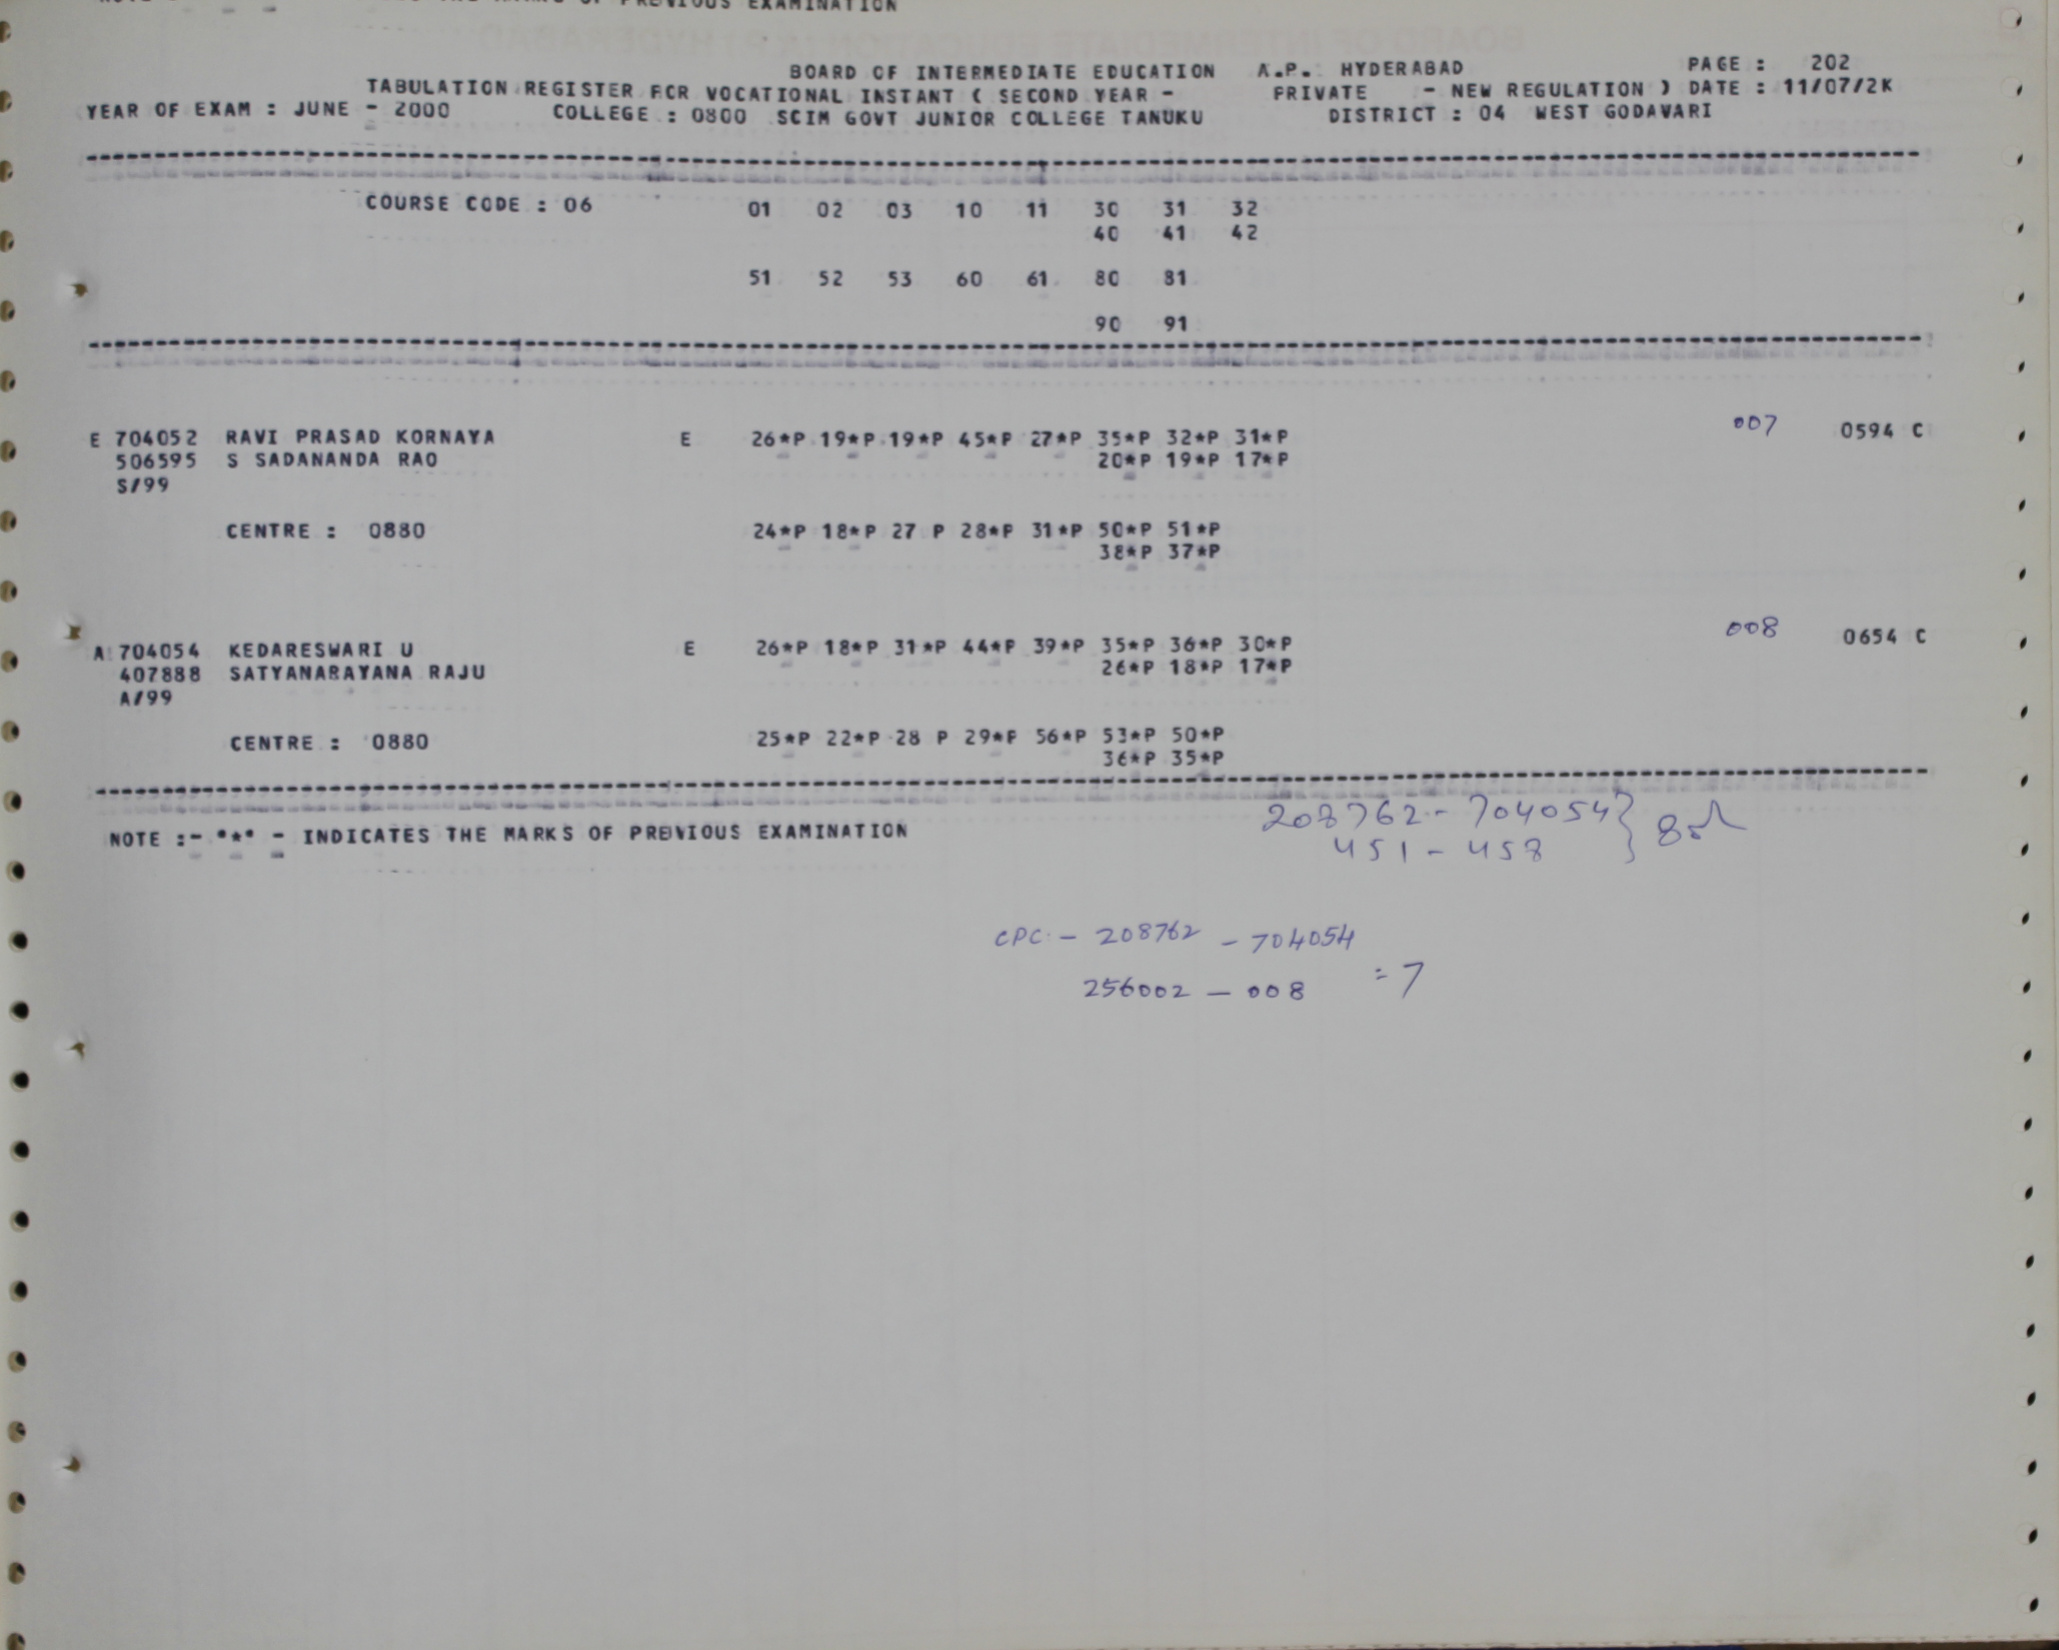 THE MARKS OF PREVIOUS EXAMINATION
BOARD OF INTERMEDIATE EDUCATION A.P. HYDERABAD PAGE : 202
TABULATION REGISTER FOR VOCATIONAL INSTANT ( SECOND YEAR - PRIVATE - NEW REGULATION ) DATE : 11/07/2K
YEAR OF EXAM : JUNE - 2000 COLLEGE : 0800 SCIM GOVT JUNIOR COLLEGE TANUKU DISTRICT : 04 WEST GODAVARI
COURSE CODE : 06 01 02 03 10 11 30 31 32
40 41 42
51 52 53 60 61 80 81
90 91
E 704052 RAVI PRASAD KORNAYA E 26*P 19*P 19*P 45*P 27*P 35*P 32*P 31*P 007 0594 C
506595 S SADANANDA RAO 20*P 19*P 17*P
S/99
CENTRE : 0880 24*P 18*P 27 P 28*P 31*P 50*P 51*P
38*P 37*P
A 704054 KEDARESWARI U E 26*P 18*P 31*P 44*P 39*P 35*P 36*P 30*P 008 0654 C
407888 SATYANARAYANA RAJU 26*P 18*P 17*P
A/99
CENTRE : 0880 25*P 22*P 28 P 29*P 56*P 53*P 50*P
36*P 35*P
NOTE :- "*" - INDICATES THE MARKS OF PREVIOUS EXAMINATION
208762 - 704054 }
451 - 458
CPC - 208762 - 704054
256002 - 008 = 7